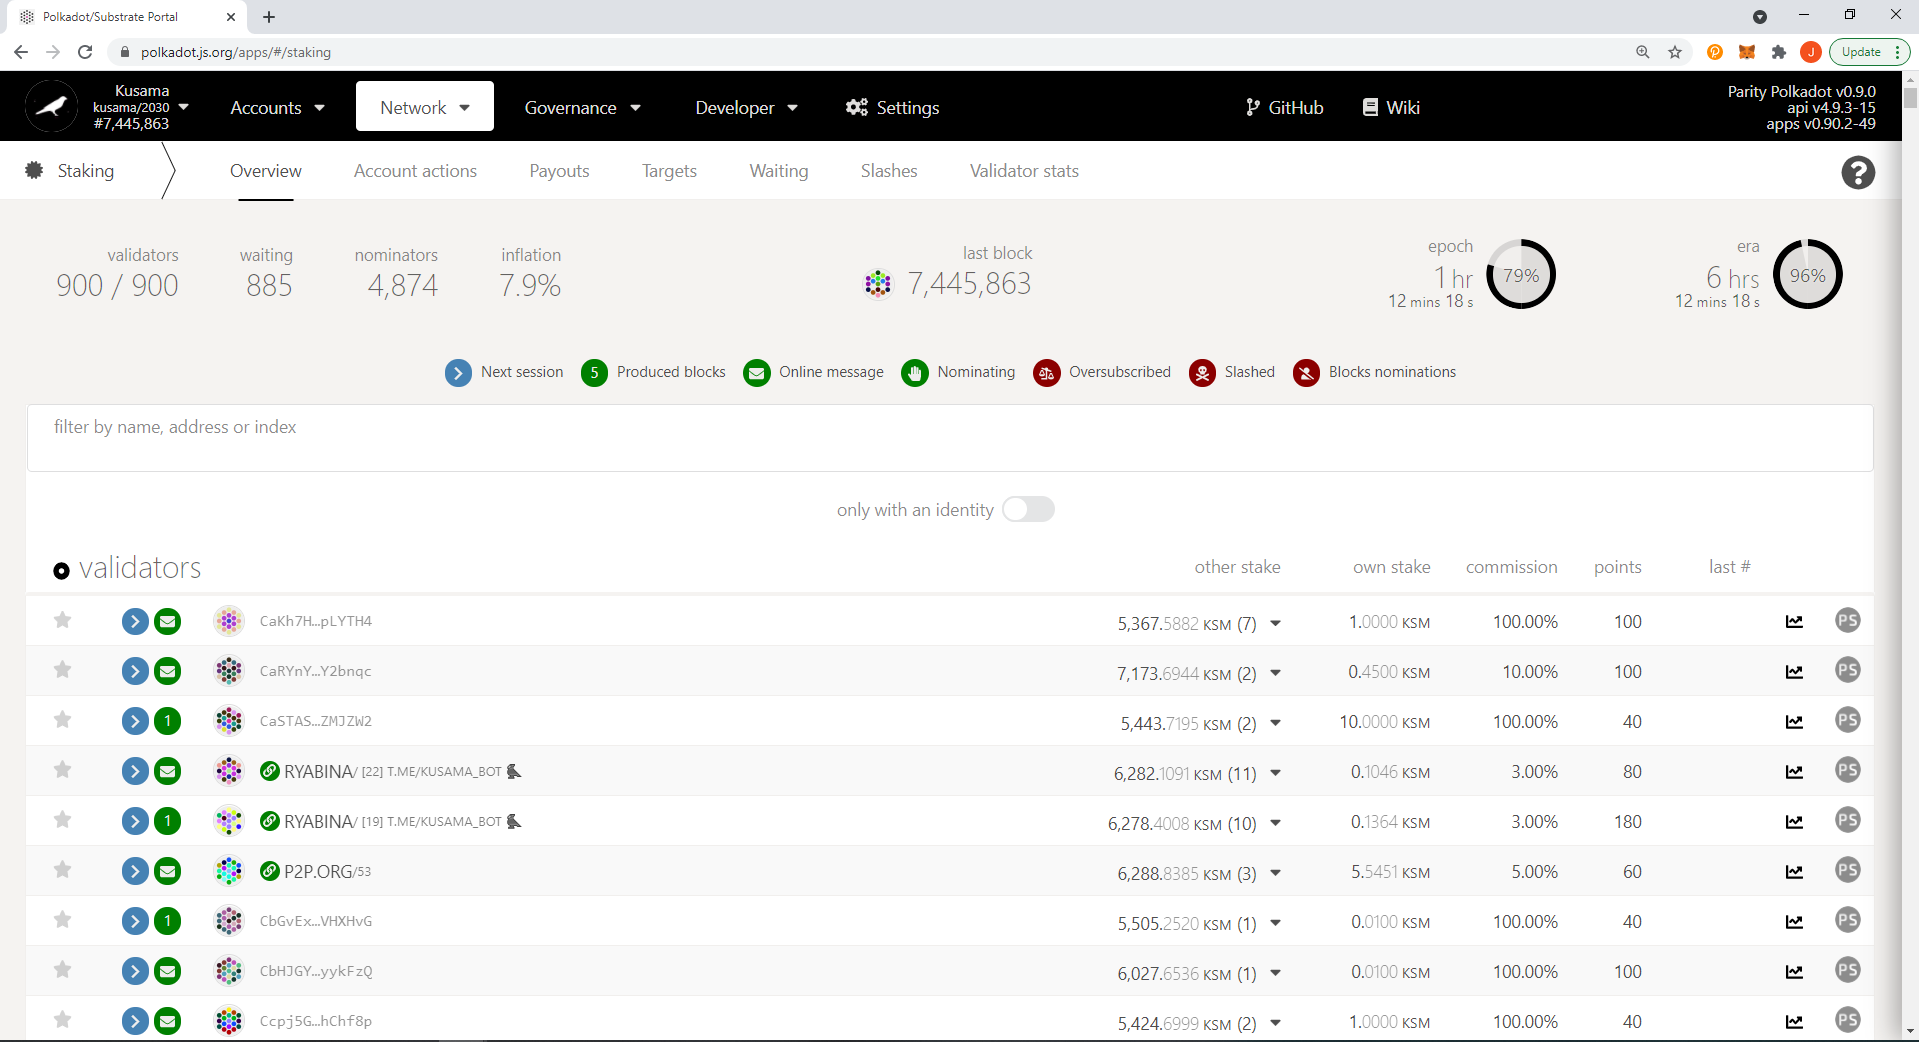 Polkadot/Substrate Portal
polkadot.js.org/apps/#/staking
J
Update
Kusama
kusama/2030
#7,445,863
Accounts
Network
Governance
Developer
Settings
GitHub
Wiki
Parity Polkadot v0.9.0
api v4.9.3-15
apps v0.90.2-49
Staking
Overview
Account actions
Payouts
Targets
Waiting
Slashes
Validator stats
?
validators
900 / 900
waiting
885
nominators
4,874
inflation
7.9%
last block
7,445,863
epoch
1 hr
12 mins 18 s
79%
era
6 hrs
12 mins 18 s
96%
Next session
5 Produced blocks
Online message
Nominating
Oversubscribed
Slashed
Blocks nominations
filter by name, address or index
only with an identity
validators other stake own stake commission points last #
CaKh7H…pLYTH4 5,367.5882 KSM (7) 1.0000 KSM 100.00% 100 PS
CaRYnY…Y2bnqc 7,173.6944 KSM (2) 0.4500 KSM 10.00% 100 PS
1 CaSTAS…ZMJZW2 5,443.7195 KSM (2) 10.0000 KSM 100.00% 40 PS
RYABINA/ [22] T.ME/KUSAMA_BOT 6,282.1091 KSM (11) 0.1046 KSM 3.00% 80 PS
1 RYABINA/ [19] T.ME/KUSAMA_BOT 6,278.4008 KSM (10) 0.1364 KSM 3.00% 180 PS
P2P.ORG/53 6,288.8385 KSM (3) 5.5451 KSM 5.00% 60 PS
1 CbGvEx…VHXHvG 5,505.2520 KSM (1) 0.0100 KSM 100.00% 40 PS
CbHJGY…yykFzQ 6,027.6536 KSM (1) 0.0100 KSM 100.00% 100 PS
Ccpj5G…hChf8p 5,424.6999 KSM (2) 1.0000 KSM 100.00% 40 PS